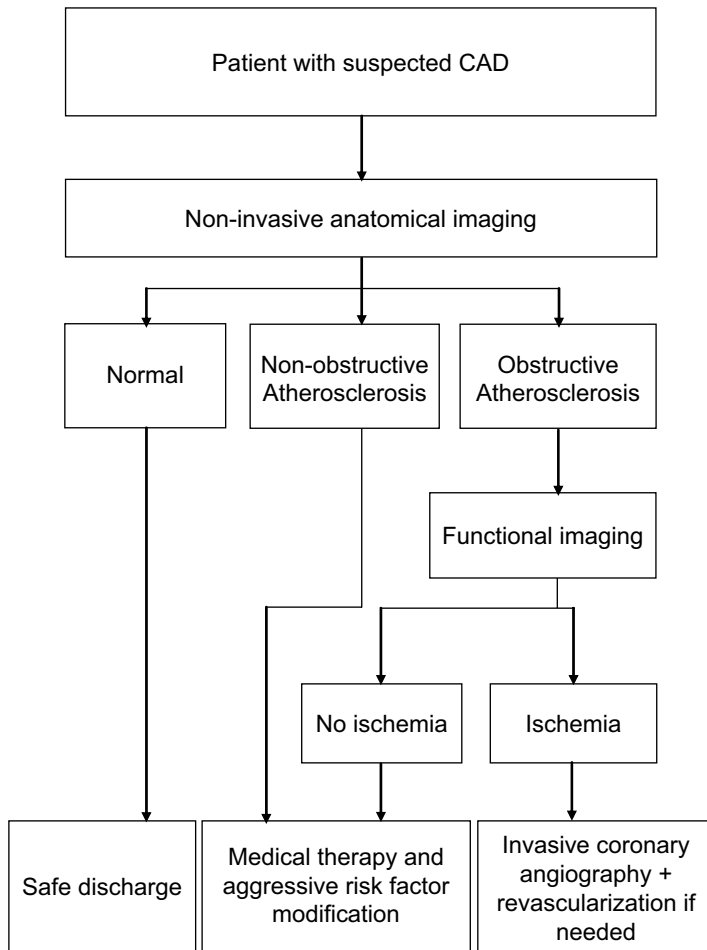 Patient with suspected CAD
Non-invasive anatomical imaging
Normal
Non-obstructive
Atherosclerosis
Obstructive
Atherosclerosis
Functional imaging
No ischemia
Ischemia
Safe discharge
Medical therapy and
aggressive risk factor
modification
Invasive coronary
angiography +
revascularization if
needed